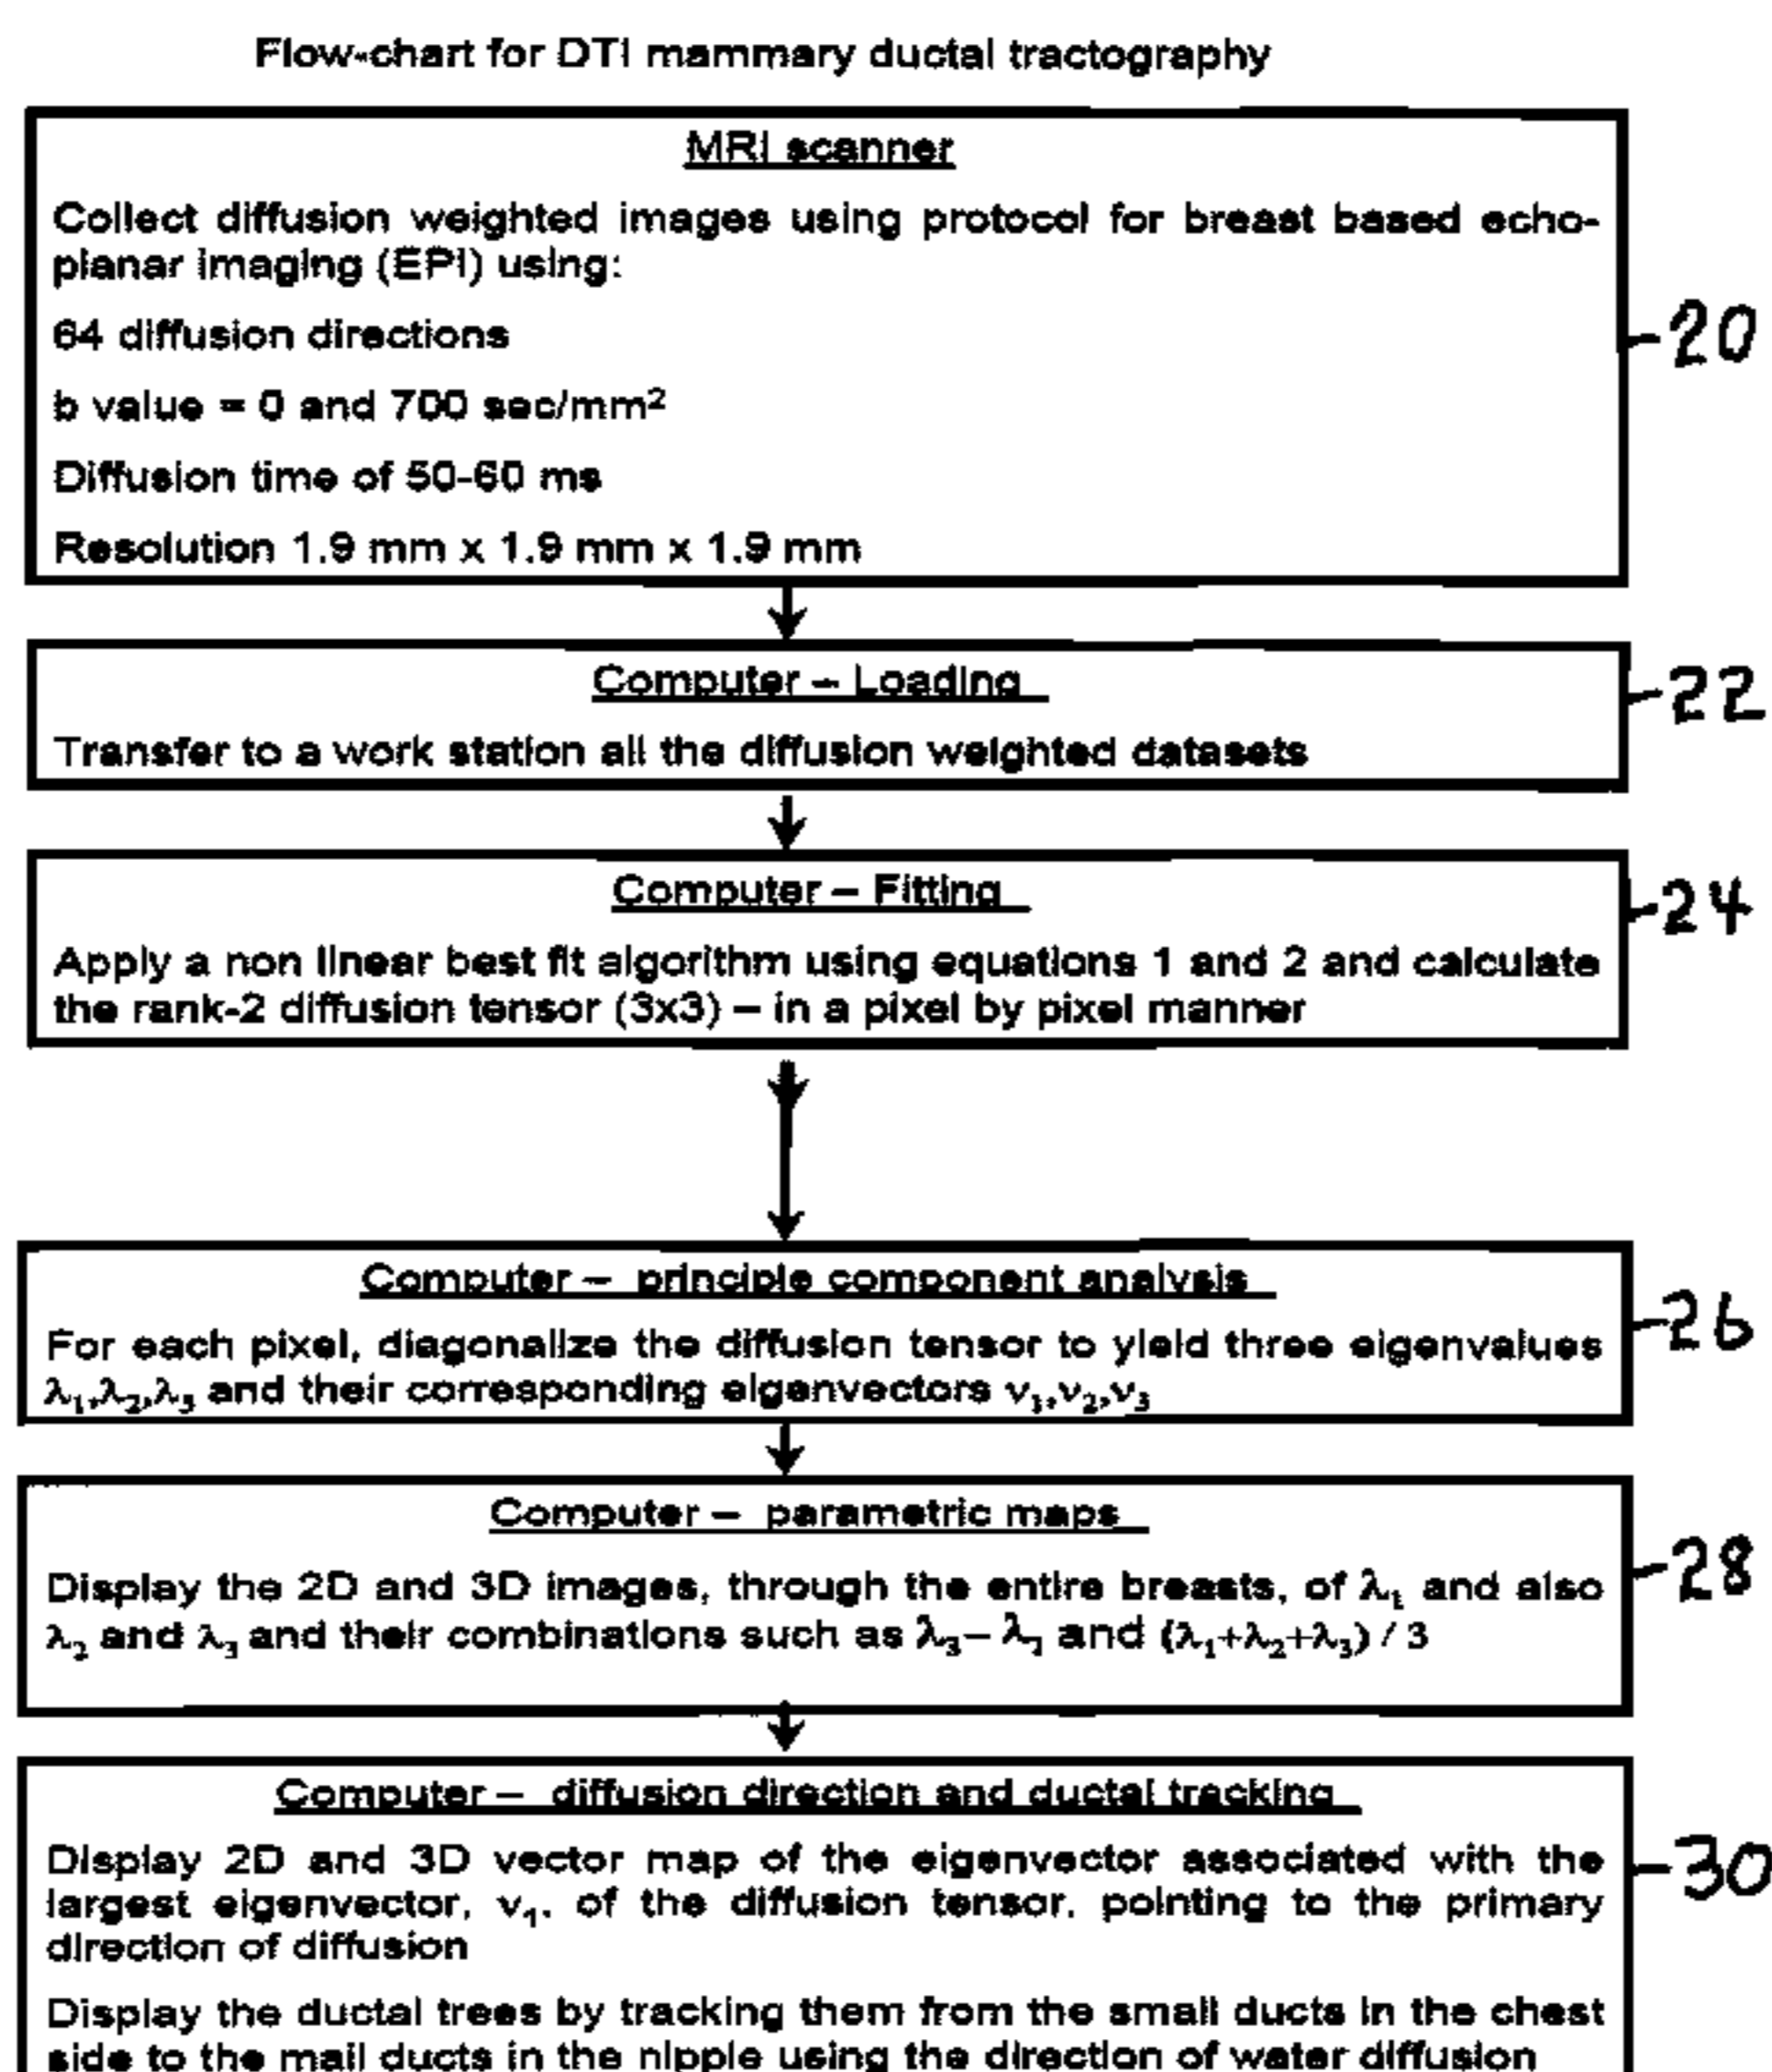 Flow-chart for DTI mammary ductal tractography
MRI scanner
Collect diffusion weighted images using protocol for breast based echo-
planar imaging (EPI) using:
64 diffusion directions
b value = 0 and 700 sec/mm²
Diffusion time of 50-60 ms
Resolution 1.9 mm x 1.9 mm x 1.9 mm
20
Computer – Loading
Transfer to a work station all the diffusion weighted datasets
22
Computer – Fitting
Apply a non linear best fit algorithm using equations 1 and 2 and calculate
the rank-2 diffusion tensor (3x3) – in a pixel by pixel manner
24
Computer – principle component analysis
For each pixel, diagonalize the diffusion tensor to yield three eigenvalues
λ₁,λ₂,λ₃ and their corresponding eigenvectors ν₁,ν₂,ν₃
26
Computer – parametric maps
Display the 2D and 3D images, through the entire breasts, of λ₁ and also
λ₂ and λ₃ and their combinations such as and (λ₁+λ₂+λ₃) / 3
28
Computer – diffusion direction and ductal tracking
Display 2D and 3D vector map of the eigenvector associated with the
largest eigenvector, ν₁, of the diffusion tensor, pointing to the primary
direction of diffusion
Display the ductal trees by tracking them from the small ducts in the chest
side to the mail ducts in the nipple using the direction of water diffusion
30